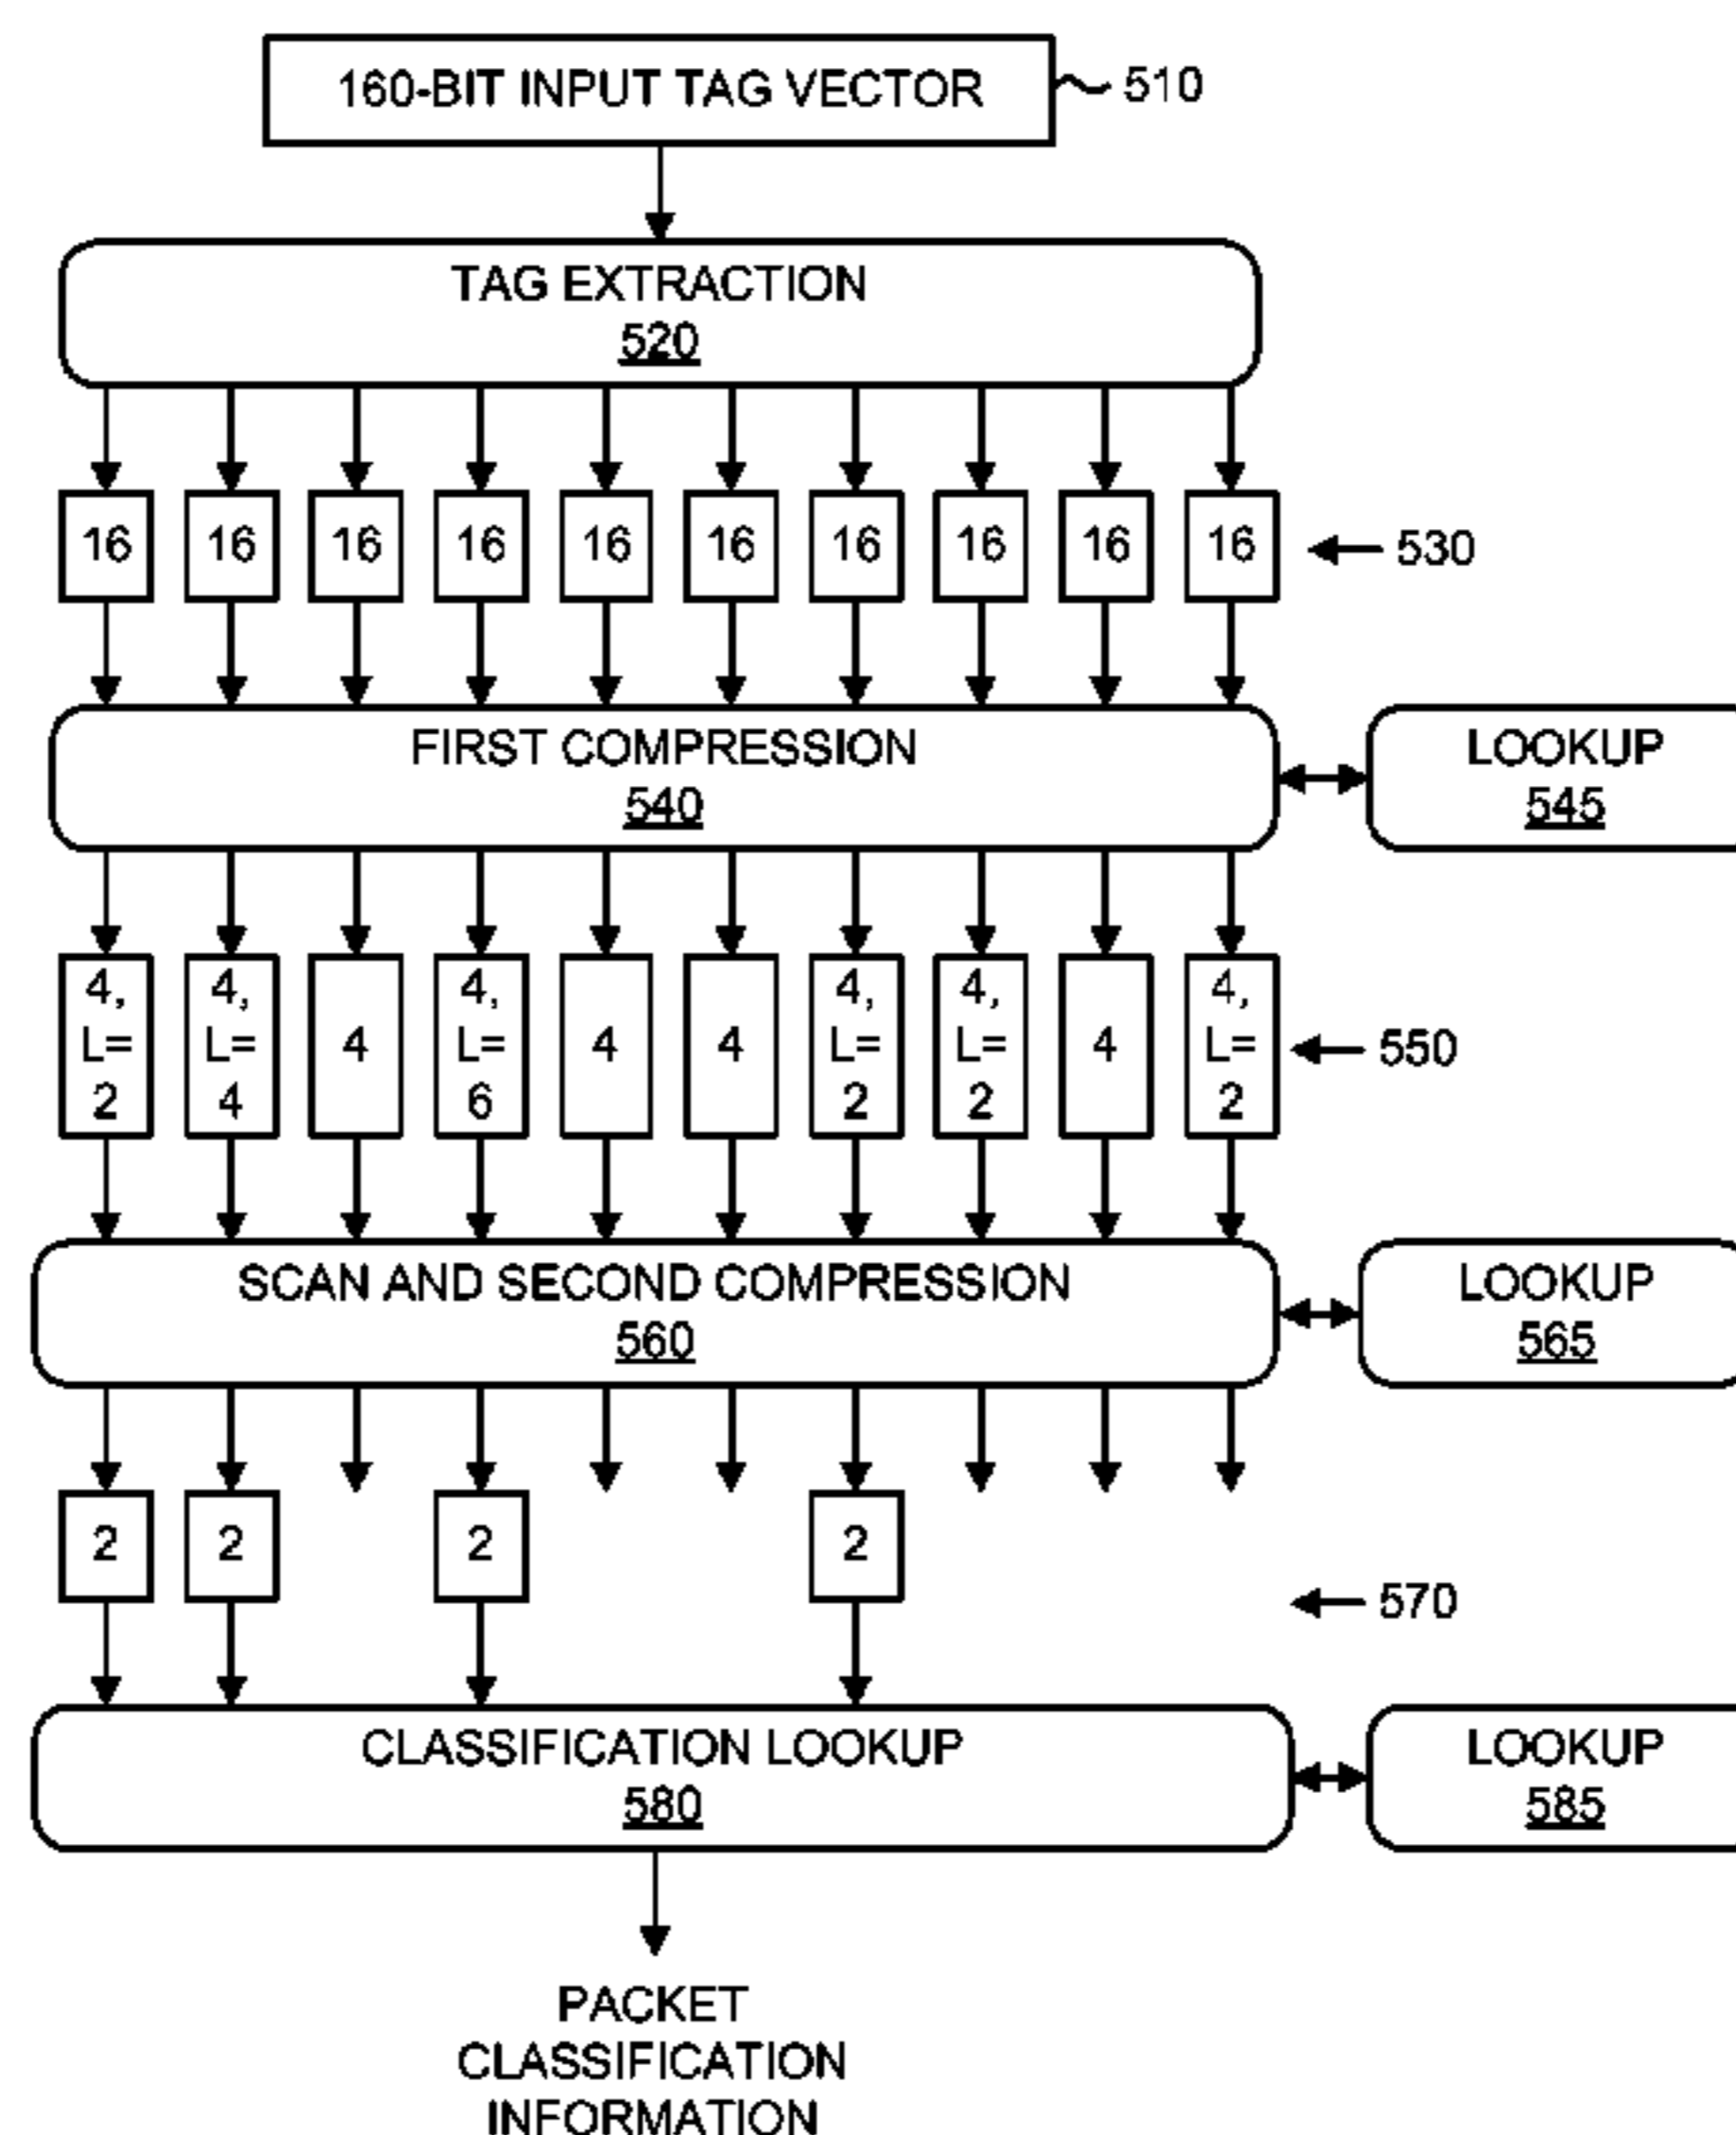 160-BIT INPUT TAG VECTOR
510
TAG EXTRACTION
520
16 16 16 16 16 16 16 16 16 16
530
FIRST COMPRESSION
540
LOOKUP
545
4, L= 2
4, L= 4
4
4, L= 6
4
4
4, L= 2
4, L= 2
4
4, L= 2
550
SCAN AND SECOND COMPRESSION
560
LOOKUP
565
2 2 2 2
570
CLASSIFICATION LOOKUP
580
LOOKUP
585
PACKET
CLASSIFICATION
INFORMATION